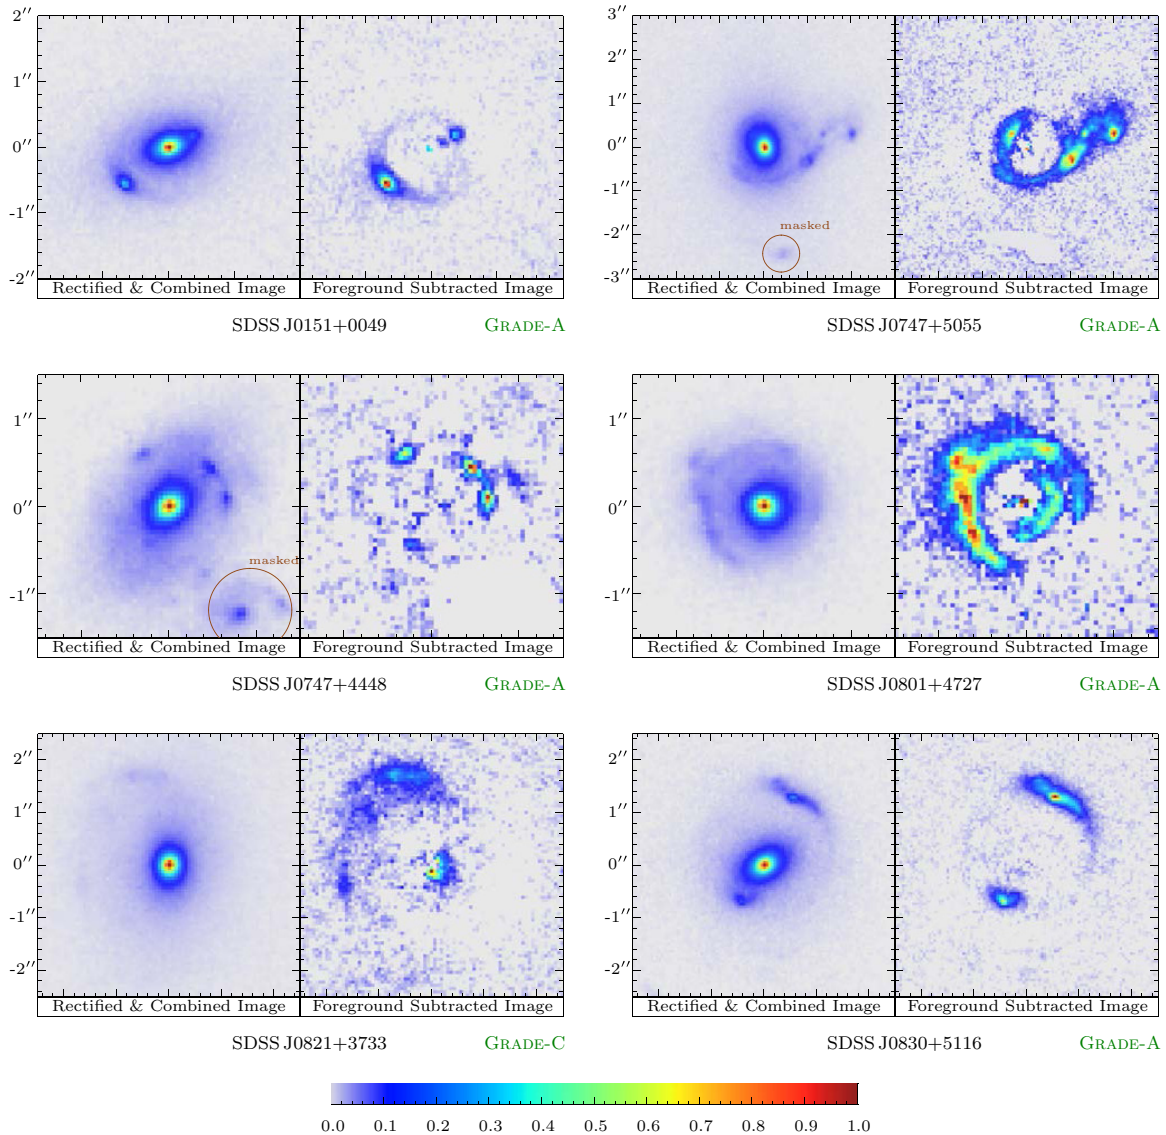 2′′
1′′
0′′
-1′′
-2′′
Rectified & Combined Image
Foreground Subtracted Image
SDSS J0151+0049
GRADE-A
3′′
2′′
1′′
0′′
-1′′
-2′′
-3′′
masked
Rectified & Combined Image
Foreground Subtracted Image
SDSS J0747+5055
GRADE-A
1′′
0′′
-1′′
masked
Rectified & Combined Image
Foreground Subtracted Image
SDSS J0747+4448
GRADE-A
1′′
0′′
-1′′
Rectified & Combined Image
Foreground Subtracted Image
SDSS J0801+4727
GRADE-A
2′′
1′′
0′′
-1′′
-2′′
Rectified & Combined Image
Foreground Subtracted Image
SDSS J0821+3733
GRADE-C
2′′
1′′
0′′
-1′′
-2′′
Rectified & Combined Image
Foreground Subtracted Image
SDSS J0830+5116
GRADE-A
0.0 0.1 0.2 0.3 0.4 0.5 0.6 0.7 0.8 0.9 1.0